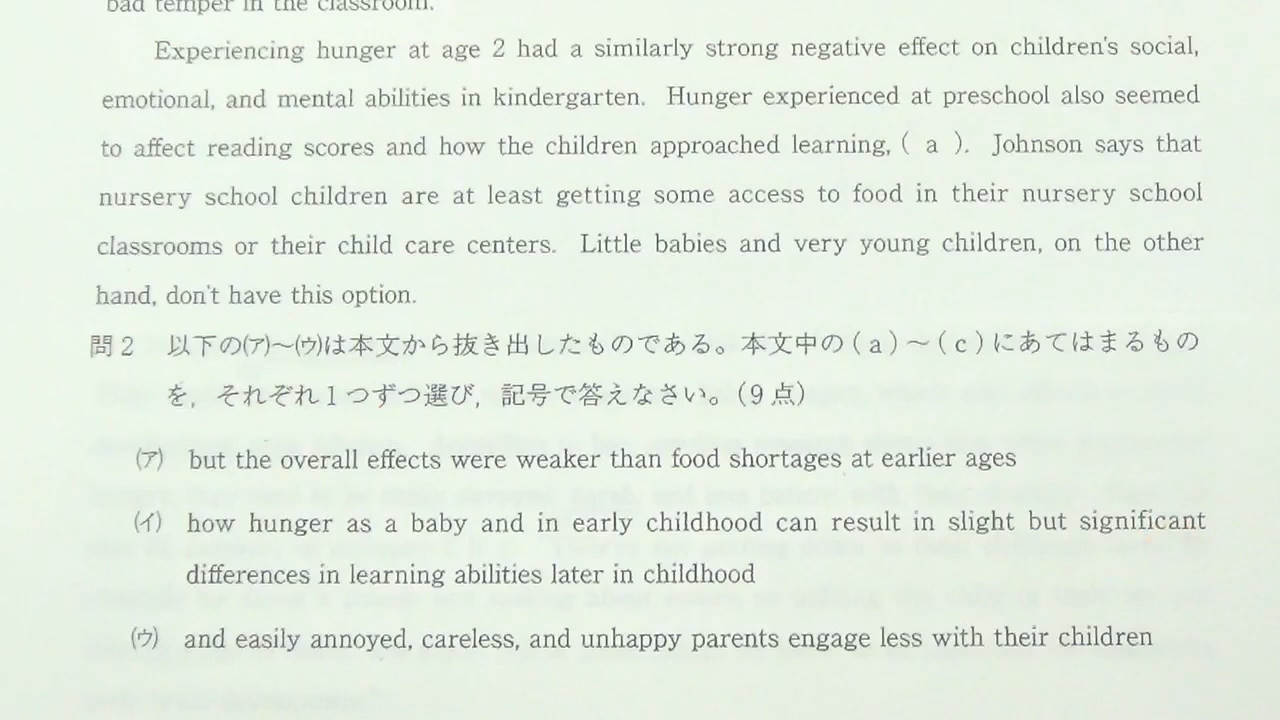 bad temper in the classroom.
Experiencing hunger at age 2 had a similarly strong negative effect on children's social,
emotional, and mental abilities in kindergarten. Hunger experienced at preschool also seemed
to affect reading scores and how the children approached learning, ( a ). Johnson says that
nursery school children are at least getting some access to food in their nursery school
classrooms or their child care centers. Little babies and very young children, on the other
hand, don't have this option.
問2 以下の(ア)～(ウ)は本文から抜き出したものである。本文中の(a)～(c)にあてはまるもの
を，それぞれ1つずつ選び，記号で答えなさい。(9点)
(ア) but the overall effects were weaker than food shortages at earlier ages
(イ) how hunger as a baby and in early childhood can result in slight but significant
differences in learning abilities later in childhood
(ウ) and easily annoyed, careless, and unhappy parents engage less with their children